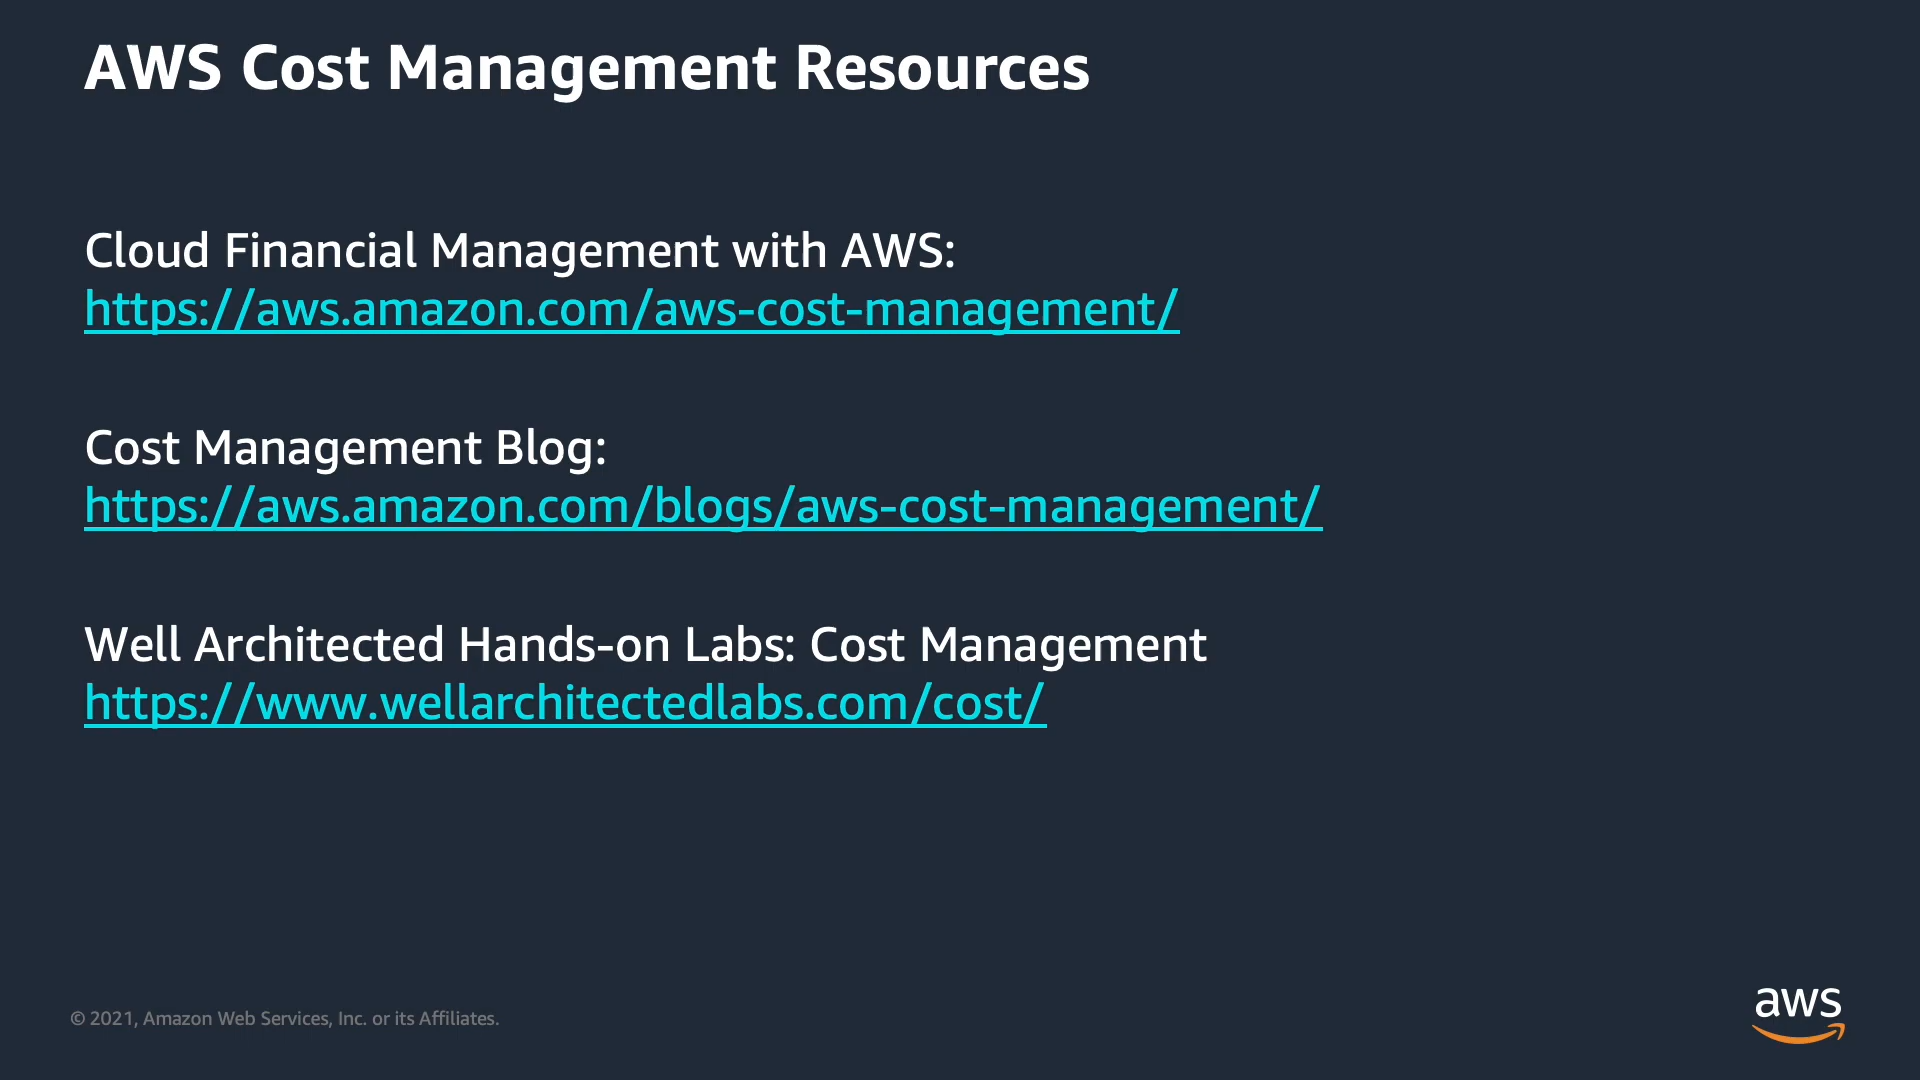 AWS Cost Management Resources
Cloud Financial Management with AWS:
https://aws.amazon.com/aws-cost-management/
Cost Management Blog:
https://aws.amazon.com/blogs/aws-cost-management/
Well Architected Hands-on Labs: Cost Management
https://www.wellarchitectedlabs.com/cost/
© 2021, Amazon Web Services, Inc. or its Affiliates.
aws